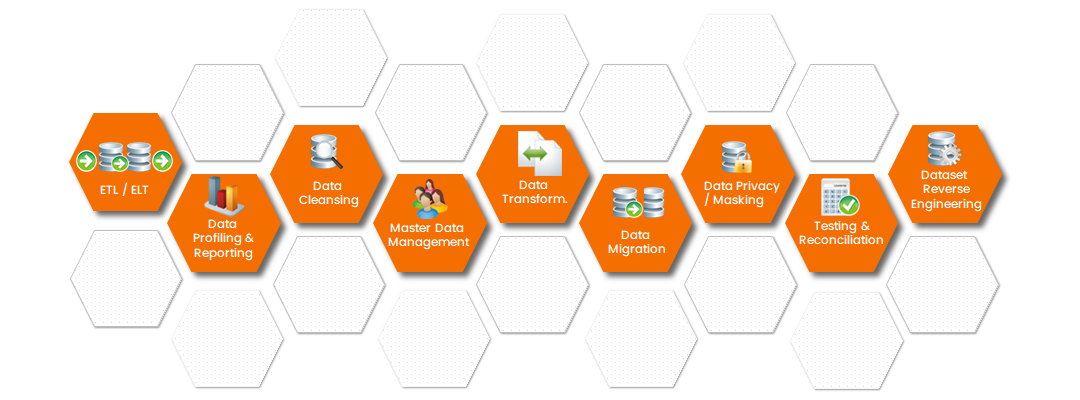 ETL / ELT
Data
Profiling &
Reporting
Data
Cleansing
Master Data
Management
Data
Transform.
Data
Migration
Data Privacy
/ Masking
Testing &
Reconciliation
Dataset
Reverse
Engineering